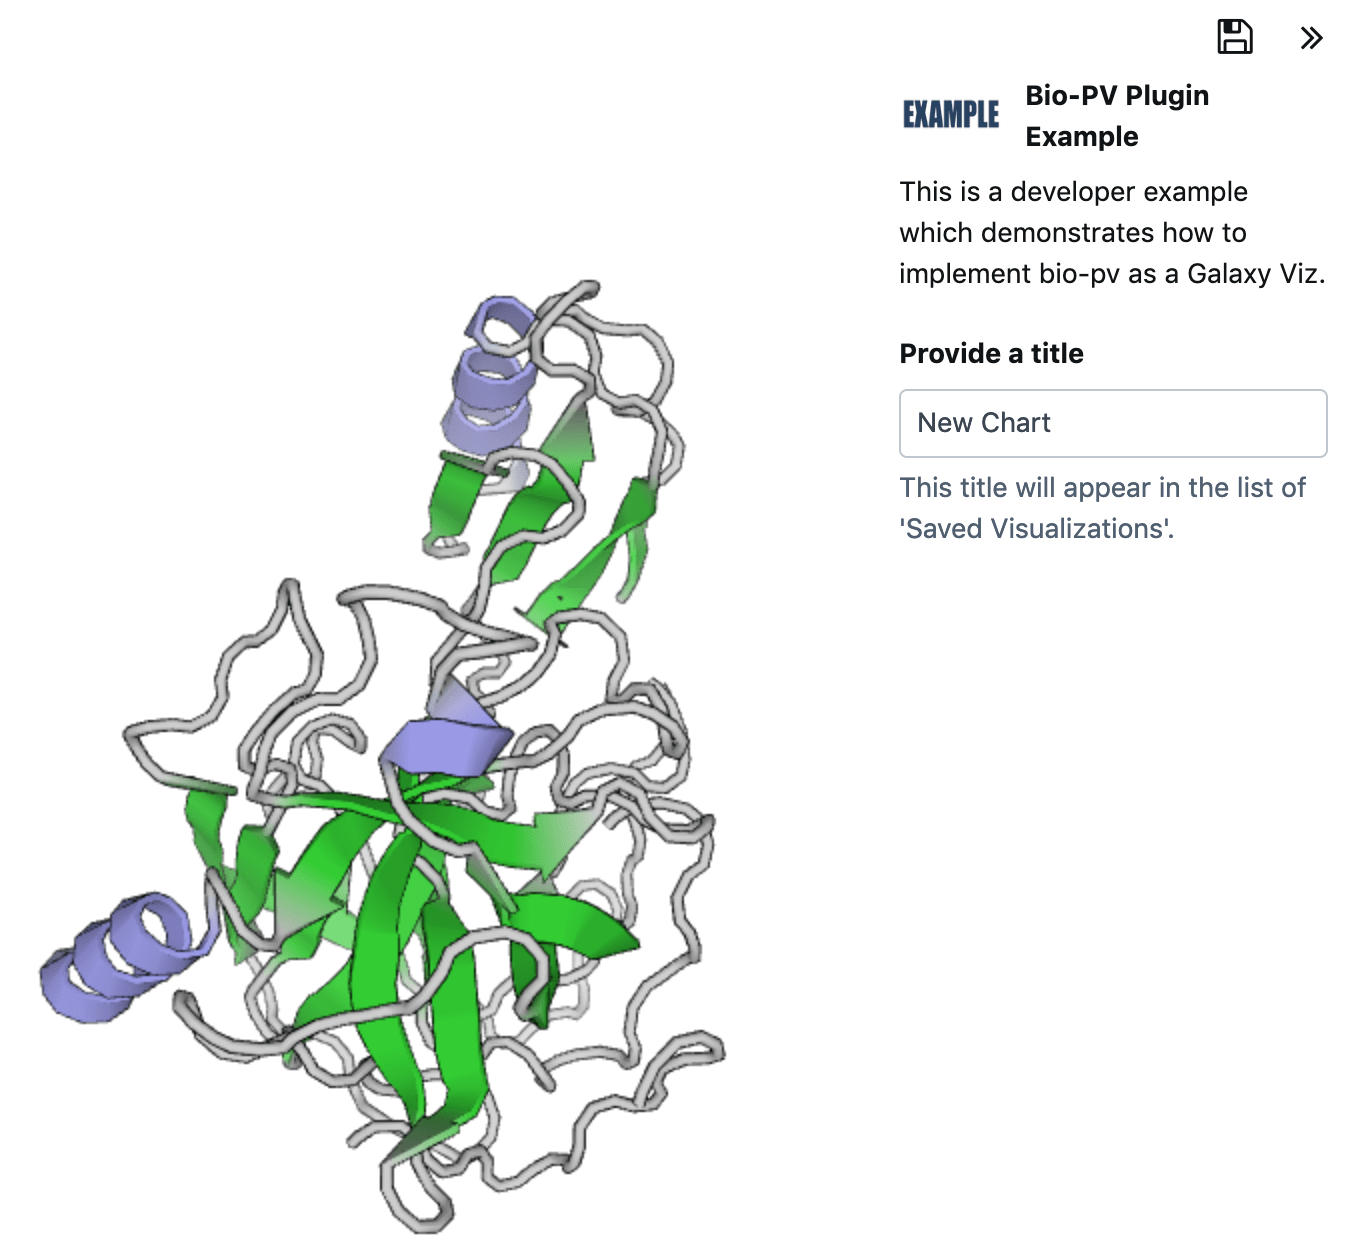 EXAMPLE
Bio-PV Plugin
Example
This is a developer example
which demonstrates how to
implement bio-pv as a Galaxy Viz.
Provide a title
New Chart
This title will appear in the list of
'Saved Visualizations'.